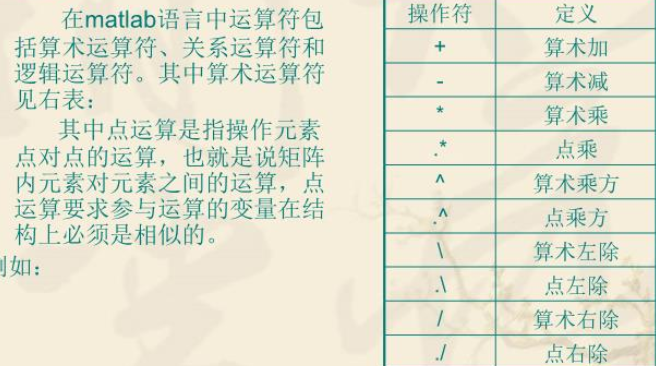 在matlab语言中运算符包
括算术运算符、关系运算符和
逻辑运算符。其中算术运算符
见右表：
其中点运算是指操作元素
点对点的运算，也就是说矩阵
内元素对元素之间的运算，点
运算要求参与运算的变量在结
构上必须是相似的。
例如：
操作符 定义
+ 算术加
- 算术减
* 算术乘
.* 点乘
^ 算术乘方
.^ 点乘方
\ 算术左除
.\ 点左除
/ 算术右除
./ 点右除